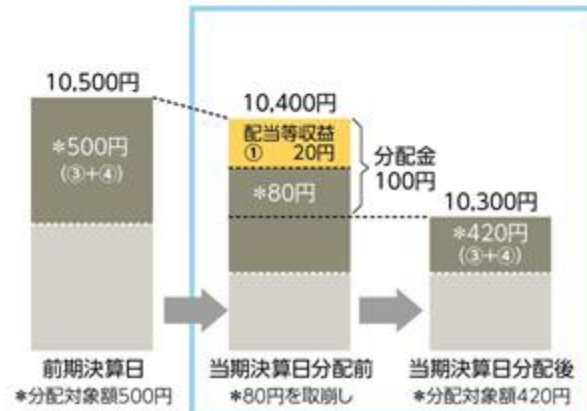 10,500円
*500円
(③+④)
前期決算日
*分配対象額500円
10,400円
配当等収益
① 20円
*80円
分配金
100円
当期決算日分配前
*80円を取崩し
10,300円
*420円
(③+④)
当期決算日分配後
*分配対象額420円